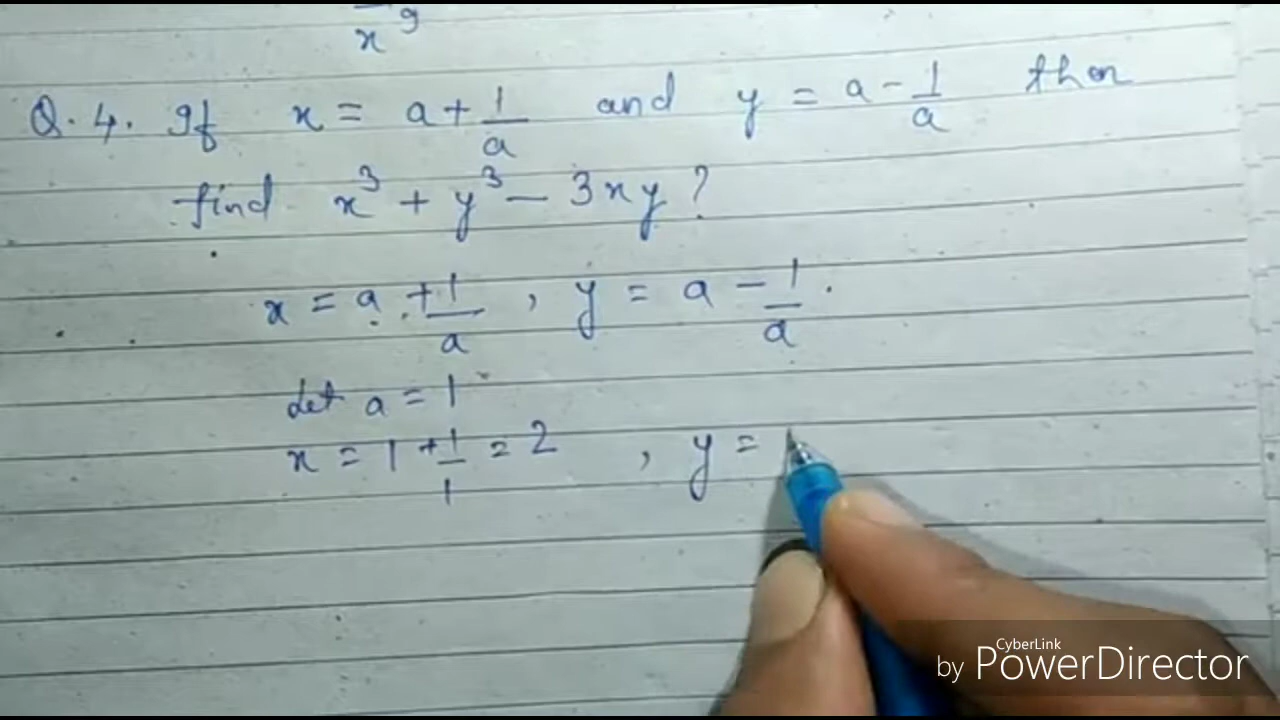 x⁹
Q.4. If x = a + 1/a and y = a - 1/a then
find x³ + y³ - 3xy?
x = a + 1/a , y = a - 1/a .
Let a = 1
x = 1 + 1/1 = 2 , y =
CyberLink
by PowerDirector